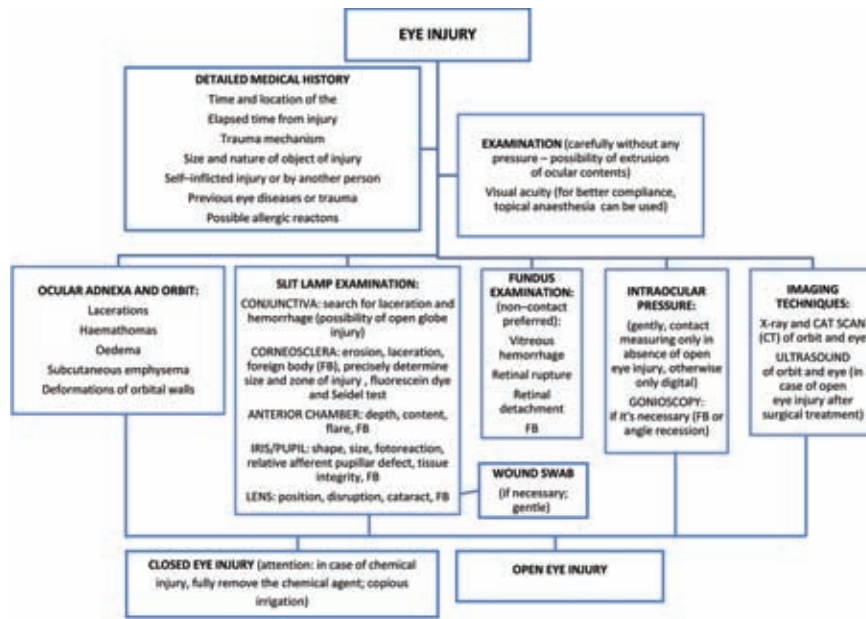 EYE INJURY
DETAILED MEDICAL HISTORY
Time and location of the
Elapsed time from injury
Trauma mechanism
Size and nature of object of injury
Self–inflicted injury or by another person
Previous eye diseases or trauma
Possible allergic reactons
EXAMINATION (carefully without any
pressure – possibility of extrusion
of ocular contents)
Visual acuity (for better compliance,
topical anaesthesia can be used)
OCULAR ADNEXA AND ORBIT:
Lacerations
Haemathomas
Oedema
Subcutaneous emphysema
Deformations of orbital walls
SLIT LAMP EXAMINATION:
CONJUNCTIVA: search for laceration and
hemorrhage (possibility of open globe
injury)
CORNEOSCLERA: erosion, laceration,
foreign body (FB), precisely determine
size and zone of injury , fluorescein dye
and Seidel test
ANTERIOR CHAMBER: depth, content,
flare, FB
IRIS/PUPIL: shape, size, fotoreaction,
relative afferent pupillar defect, tissue
integrity, FB
LENS: position, disruption, cataract, FB
FUNDUS
EXAMINATION:
(non–contact
preferred):
Vitreous
hemorrhage
Retinal rupture
Retinal
detachment
FB
WOUND SWAB
(if necessary;
gentle)
INTRAOCULAR
PRESSURE:
(gently, contact
measuring only in
absence of open
eye injury, otherwise
only digital)
GONIOSCOPY:
if it's necessary (FB or
angle recession)
IMAGING
TECHNIQUES:
X-ray and CAT SCAN
(CT) of orbit and eye
ULTRASOUND
of orbit and eye (in
case of open
eye injury after
surgical treatment)
CLOSED EYE INJURY (attention: in case of chemical
injury, fully remove the chemical agent; copious
irrigation)
OPEN EYE INJURY